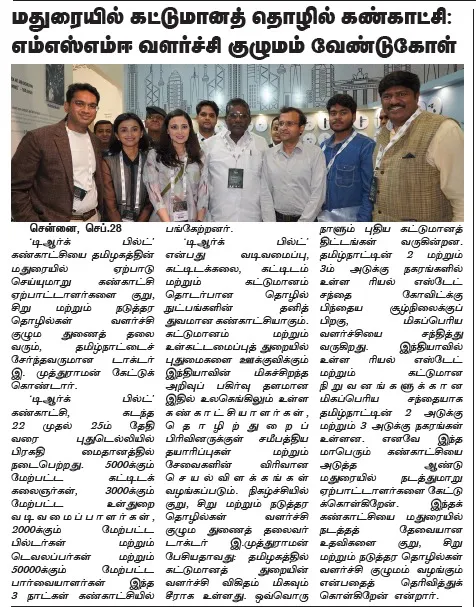 மதுரையில் கட்டுமானத் தொழில் கண்காட்சி:
எம்எஸ்எம்ஈ வளர்ச்சி குழுமம் வேண்டுகோள்
சென்னை, செப்.28
'டிஆர்க் பில்ட்'
கண்காட்சியை தமிழகத்தின்
மதுரையில் ஏற்பாடு
செய்யுமாறு கண்காட்சி
ஏற்பாட்டாளர்களை குறு,
சிறு மற்றும் நடுத்தர
தொழில்கள் வளர்ச்சி
குழும துணைத் தலை
வரும், தமிழ்நாட்டைச்
சேர்ந்தவருமான டாக்டர்
இ. முத்துராமன் கேட்டுக்
கொண்டார்.
'டிஆர்க் பில்ட்'
கண்காட்சி, கடந்த
22 முதல் 25ம் தேதி
வரை புதுடெல்லியில்
பிரகதி மைதானத்தில்
நடைபெற்றது. 5000க்கும்
மேற்பட்ட கட்டிடக்
கலைஞர்கள், 3000க்கும்
மேற்பட்ட உள்துறை
வடிவமைப்பாளர்கள்,
2000க்கும் மேற்பட்ட
பில்டர்கள் மற்றும்
டெவலப்பர்கள் மற்றும்
50000க்கும் மேற்பட்ட
பார்வையாளர்கள் இந்த
3 நாட்கள் கண்காட்சியில்
பங்கேற்றனர்.
'டிஆர்க் பில்ட்'
என்பது வடிவமைப்பு,
கட்டிடக்கலை, கட்டிடம்
மற்றும் கட்டுமானம்
தொடர்பான தொழில்
நுட்பங்களின் தனித்
துவமான கண்காட்சியாகும்.
கட்டுமானம் மற்றும்
உள்கட்டமைப்புத் துறையில்
புதுமைகளை ஊக்குவிக்கும்
இந்தியாவின் மிகச்சிறந்த
அறிவுப் பகிர்வு தளமான
இதில் உலகெங்கிலும் உள்ள
கண்காட்சியாளர்கள்,
தொழிற்துறைப்
பிரிவினருக்குள் சமீபத்திய
தயாரிப்புகள் மற்றும்
சேவைகளின் விரிவான
செயல்விளக்கங்கள்
வழங்கப்படும். நிகழ்ச்சியில்
குறு, சிறு மற்றும் நடுத்தர
தொழில்கள் வளர்ச்சி
குழும துணைத் தலைவர்
டாக்டர் இ.முத்துராமன்
பேசியதாவது: தமிழகத்தில்
கட்டுமானத் துறையின்
வளர்ச்சி விகிதம் மிகவும்
சீராக உள்ளது. ஒவ்வொரு
நாளும் புதிய கட்டுமானத்
திட்டங்கள் வருகின்றன.
தமிழ்நாட்டின் 2 மற்றும்
3ம் அடுக்கு நகரங்களில்
உள்ள ரியல் எஸ்டேட்
சந்தை கோவிட்க்கு
பிந்தைய சூழ்நிலைக்குப்
பிறகு, மிகப்பெரிய
வளர்ச்சியை சந்தித்து
வருகிறது. இந்தியாவில்
உள்ள ரியல் எஸ்டேட்
மற்றும் கட்டுமான
நிறுவனங்களுக்கான
மிகப்பெரிய சந்தையாக
தமிழ்நாட்டின் 2 அடுக்கு
மற்றும் 3 அடுக்கு நகரங்கள்
உள்ளன. எனவே இந்த
மாபெரும் கண்காட்சியை
அடுத்த ஆண்டு
மதுரையில் நடத்துமாறு
ஏற்பாட்டாளர்களை கேட்டு
க்கொள்கிறேன். இந்தக்
கண்காட்சியை மதுரையில்
நடத்தத் தேவையான
உதவிகளை குறு, சிறு
மற்றும் நடுத்தர தொழில்கள்
வளர்ச்சி குழுமம் வழங்கும்
என்பதைத் தெரிவித்துக்
கொள்கிறேன் என்றார்.